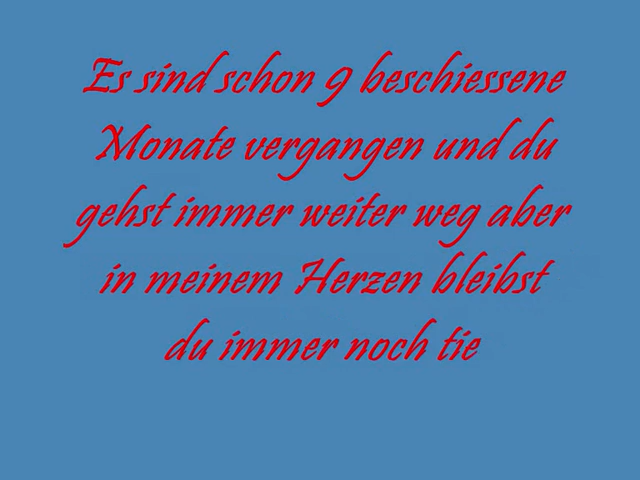 Es sind schon 9 beschiessene
Monate vergangen und du
gehst immer weiter weg aber
in meinem Herzen bleibst
du immer noch tie